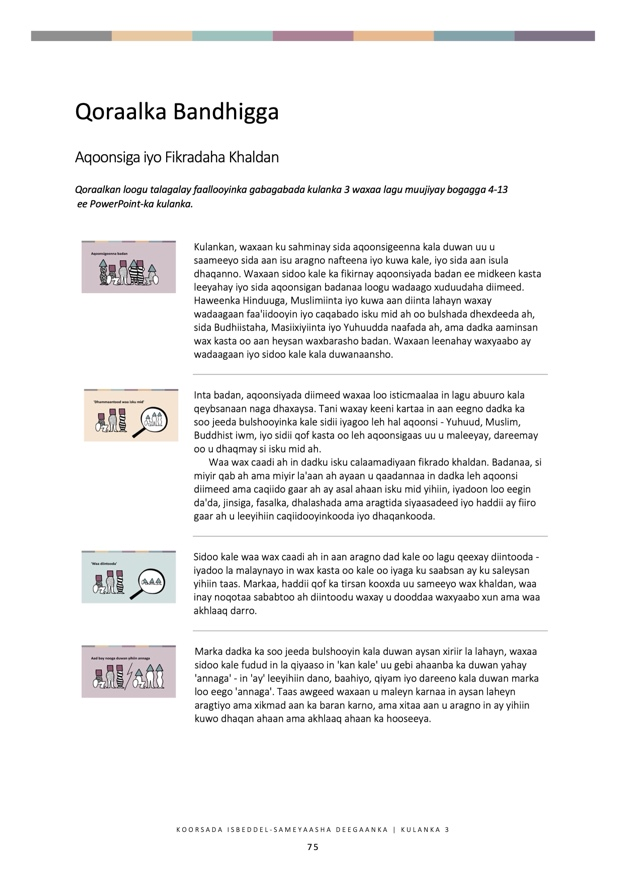 Qoraalka Bandhigga
Aqoonsiga iyo Fikradaha Khaldan
Qoraalkan loogu talagalay faallooyinka gabagabada kulanka 3 waxaa lagu muujiyay bogagga 4-13
ee PowerPoint-ka kulanka.
Aqoonsigeenna badan
Kulankan, waxaan ku sahminay sida aqoonsigeenna kala duwan uu u
saameeyo sida aan isu aragno nafteena iyo kuwa kale, iyo sida aan isula
dhaqanno. Waxaan sidoo kale ka fikirnay aqoonsiyada badan ee midkeen kasta
leeyahay iyo sida aqoonsigan badanaa loogu wadaago xuduudaha diimeed.
Haweenka Hinduuga, Muslimiinta iyo kuwa aan diinta lahayn waxay
wadaagaan faa'iidooyin iyo caqabado isku mid ah oo bulshada dhexdeeda ah,
sida Budhiistaha, Masiixiyiinta iyo Yuhuudda naafada ah, ama dadka aaminsan
wax kasta oo aan heysan waxbarasho badan. Waxaan leenahay waxyaabo ay
wadaagaan iyo sidoo kale kala duwanaansho.
'Dhammaantood waa isku mid'
Inta badan, aqoonsiyada diimeed waxaa loo isticmaalaa in lagu abuuro kala
qeybsanaan naga dhaxaysa. Tani waxay keeni kartaa in aan eegno dadka ka
soo jeeda bulshooyinka kale sidii iyagoo leh hal aqoonsi - Yuhuud, Muslim,
Buddhist iwm, iyo sidii qof kasta oo leh aqoonsigaas uu u maleeyay, dareemay
oo u dhaqmay si isku mid ah.
Waa wax caadi ah in dadku isku calaamadiyaan fikrado khaldan. Badanaa, si
miyir qab ah ama miyir la'aan ah ayaan u qaadannaa in dadka leh aqoonsi
diimeed ama caqiido gaar ah ay asal ahaan isku mid yihiin, iyadoon loo eegin
da'da, jinsiga, fasalka, dhalashada ama aragtida siyaasadeed iyo haddii ay fiiro
gaar ah u leeyihiin caqiidooyinkooda iyo dhaqankooda.
'Waa diintooda'
Sidoo kale waa wax caadi ah in aan aragno dad kale oo lagu qeexay diintooda -
iyadoo la malaynayo in wax kasta oo kale oo iyaga ku saabsan ay ku saleysan
yihiin taas. Markaa, haddii qof ka tirsan kooxda uu sameeyo wax khaldan, waa
inay noqotaa sababtoo ah diintoodu waxay u dooddaa waxyaabo xun ama waa
akhlaaq darro.
Aad bay nooga duwan yihiin annaga
Marka dadka ka soo jeeda bulshooyin kala duwan aysan xiriir la lahayn, waxaa
sidoo kale fudud in la qiyaaso in 'kan kale' uu gebi ahaanba ka duwan yahay
'annaga' - in 'ay' leeyihiin dano, baahiyo, qiyam iyo dareeno kala duwan marka
loo eego 'annaga'. Taas awgeed waxaan u maleyn karnaa in aysan laheyn
aragtiyo ama xikmad aan ka baran karno, ama xitaa aan u aragno in ay yihiin
kuwo dhaqan ahaan ama akhlaaq ahaan ka hooseeya.
KOORSADA ISBEDDEL-SAMEYAASHA DEEGAANKA | KULANKA 3
75